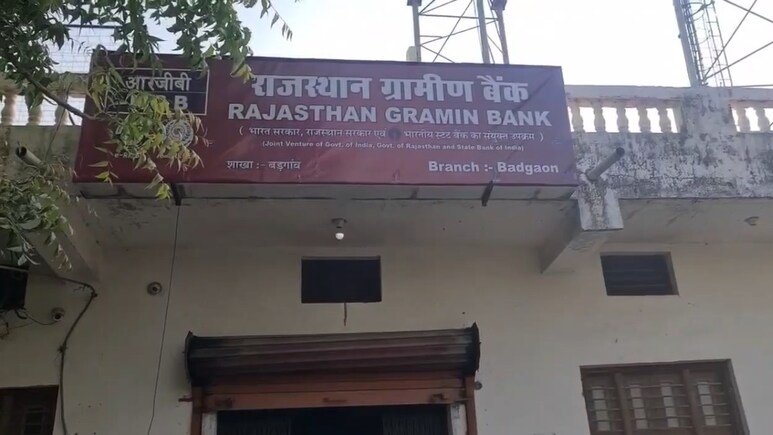 आरजीबी
B
राजस्थान ग्रामीण बैंक
RAJASTHAN GRAMIN BANK
( भारत सरकार, राजस्थान सरकार एवं भारतीय स्टेट बैंक का संयुक्त उपक्रम )
(Joint Venture of Govt. of India, Govt. of Rajasthan and State Bank of India)
शाखा :- बड़गांव Branch :- Badgaon